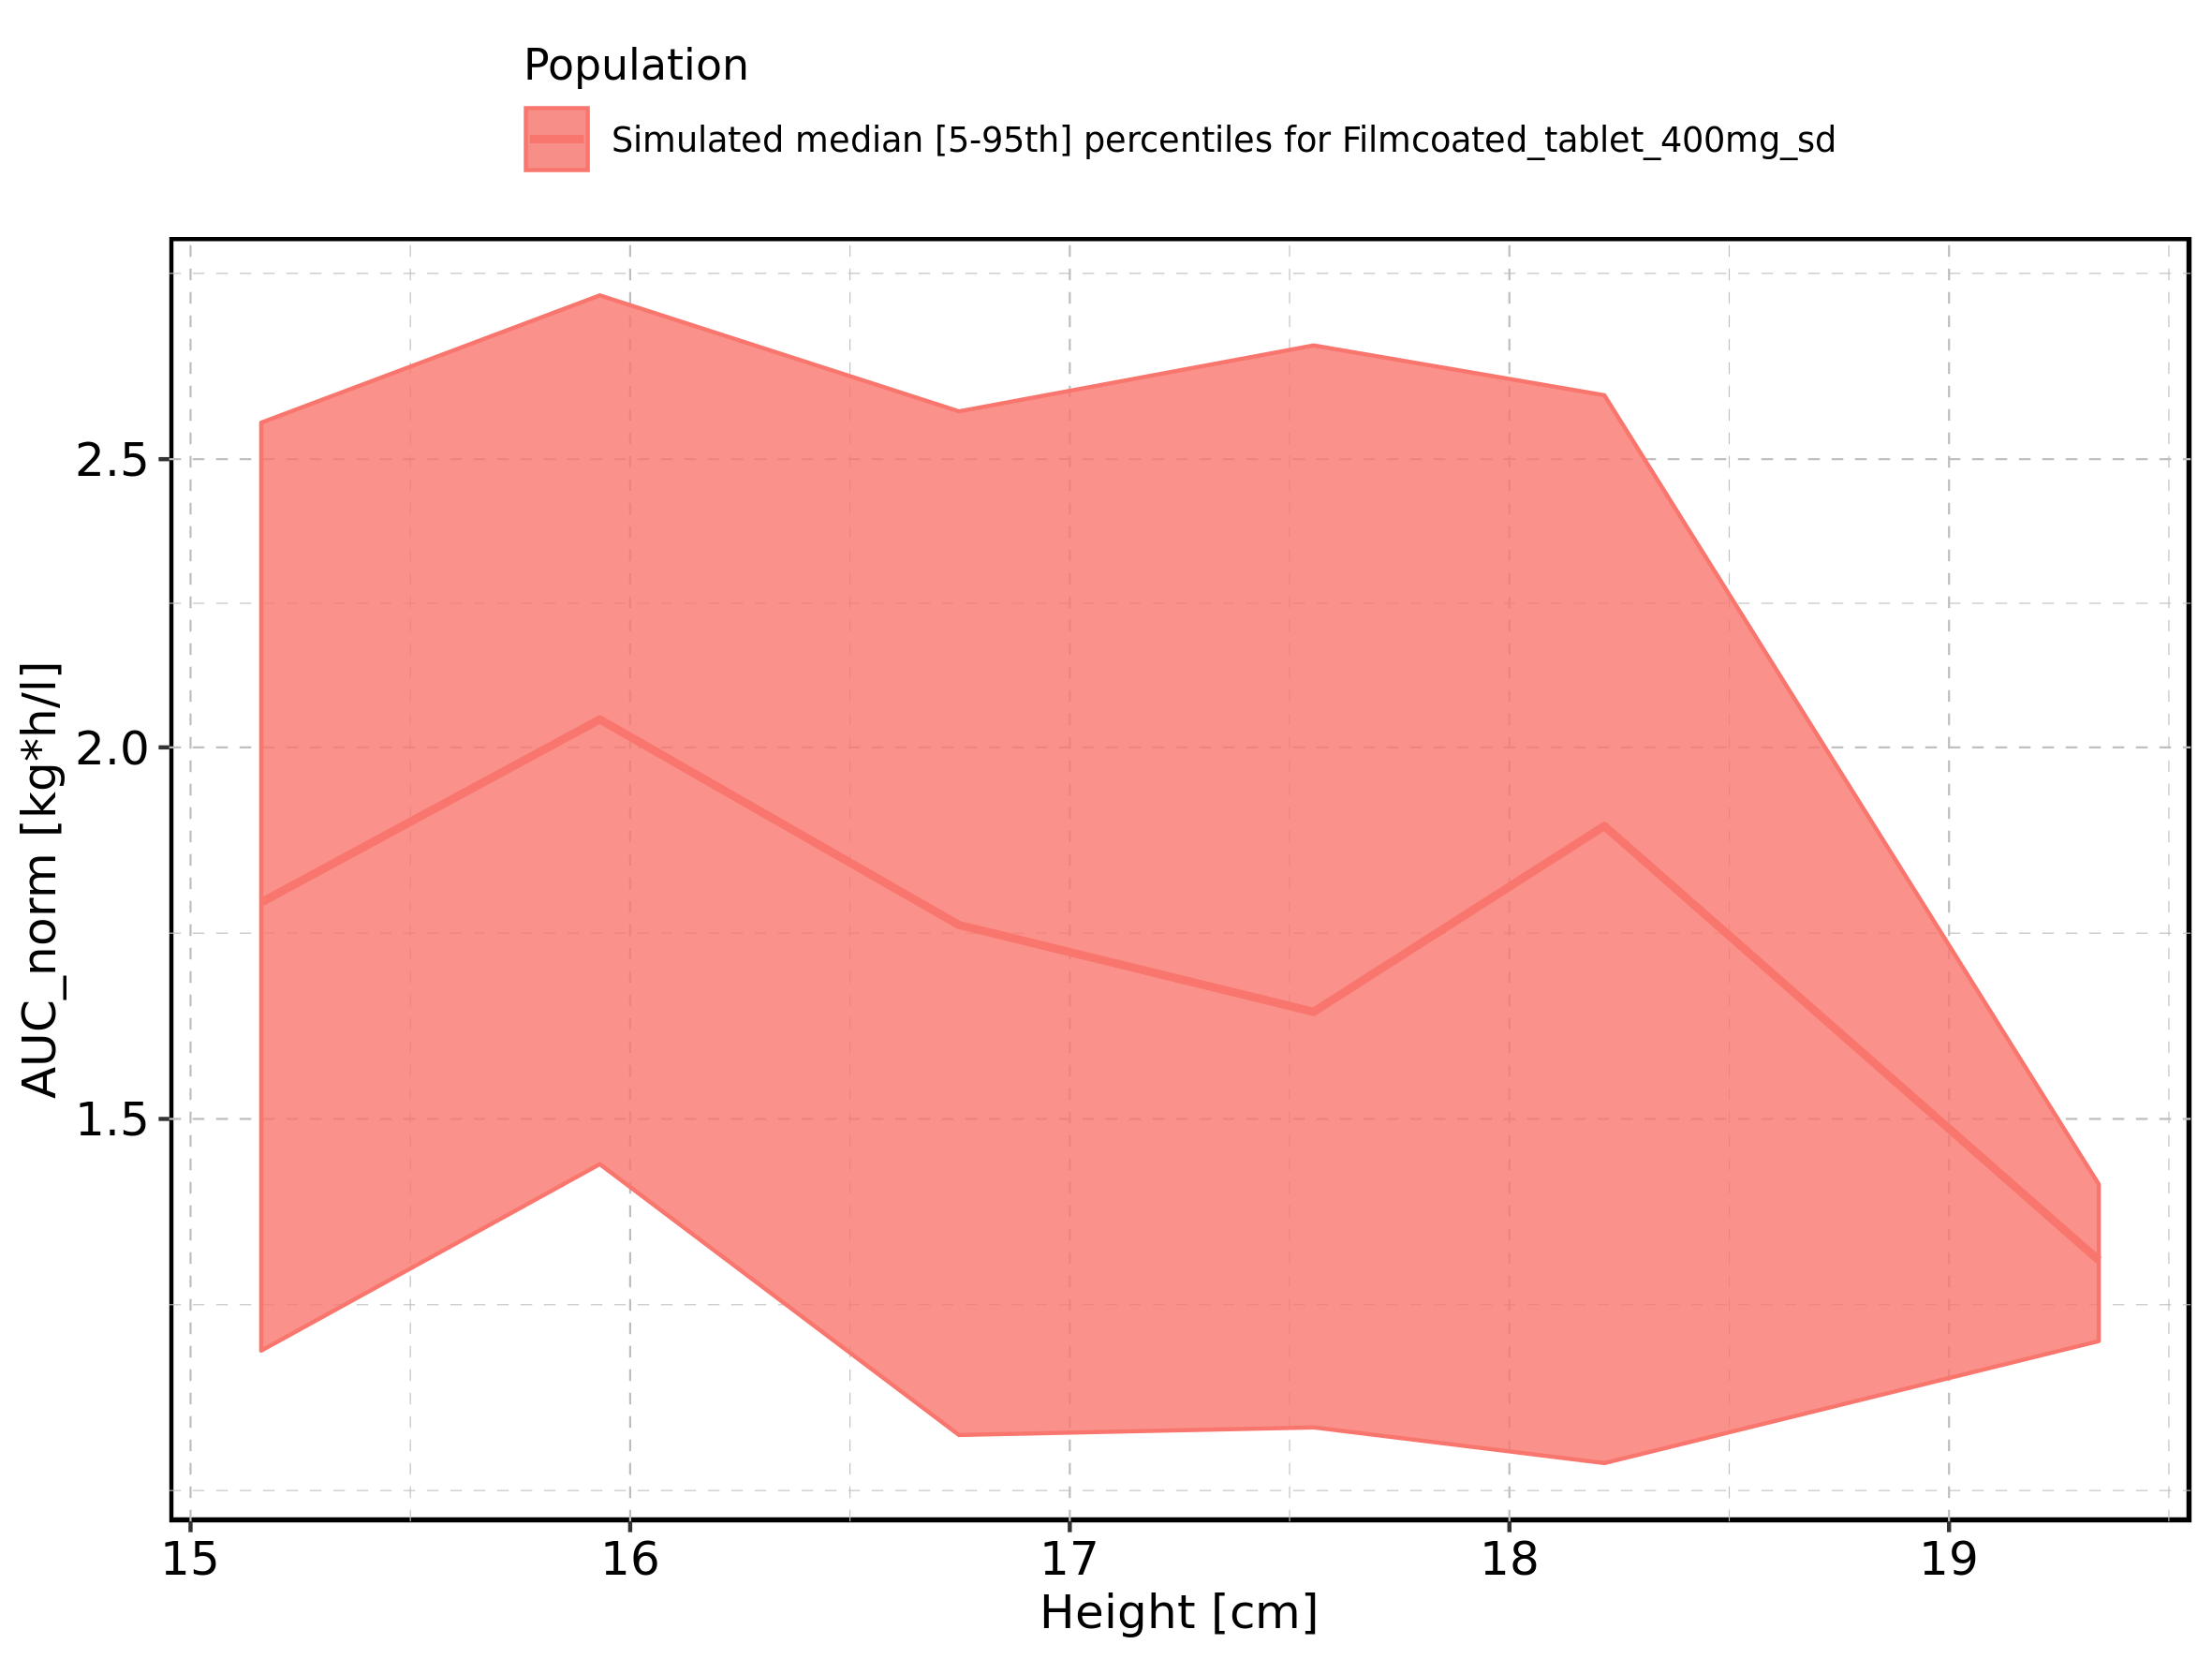 Population
Simulated median [5-95th] percentiles for Filmcoated_tablet_400mg_sd
AUC_norm [kg*h/l]
2.5
2.0
1.5
15 16 17 18 19
Height [cm]